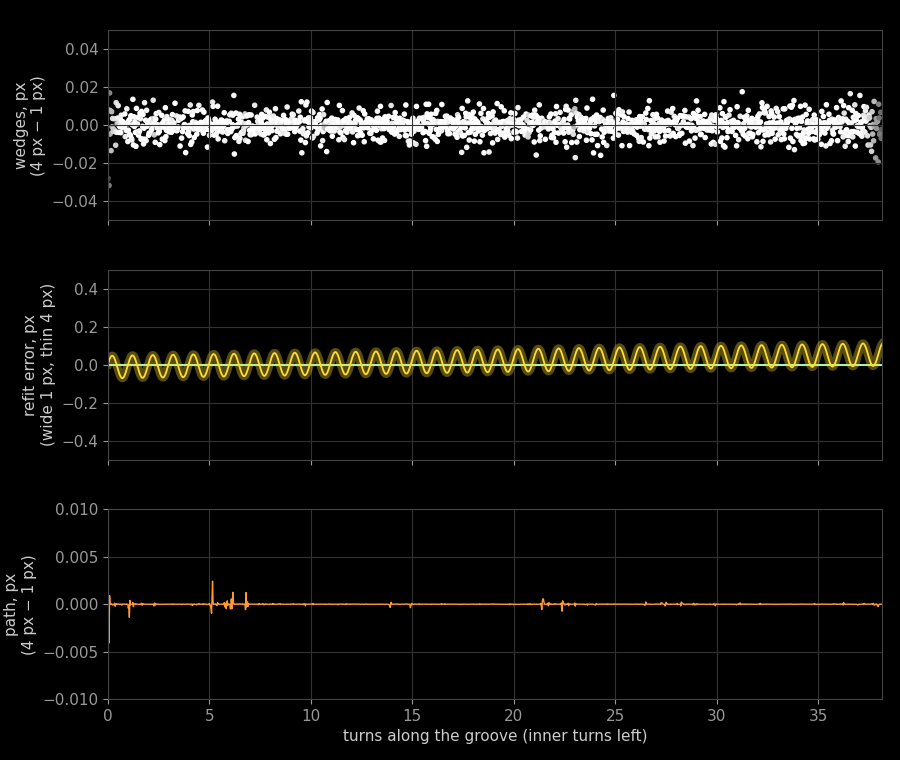 wedges, px
(4 px − 1 px)
0.04
0.02
0.00
−0.02
−0.04
refit error, px
(wide 1 px, thin 4 px)
0.4
0.2
0.0
−0.2
−0.4
path, px
(4 px − 1 px)
0.010
0.005
0.000
−0.005
−0.010
0 5 10 15 20 25 30 35
turns along the groove (inner turns left)